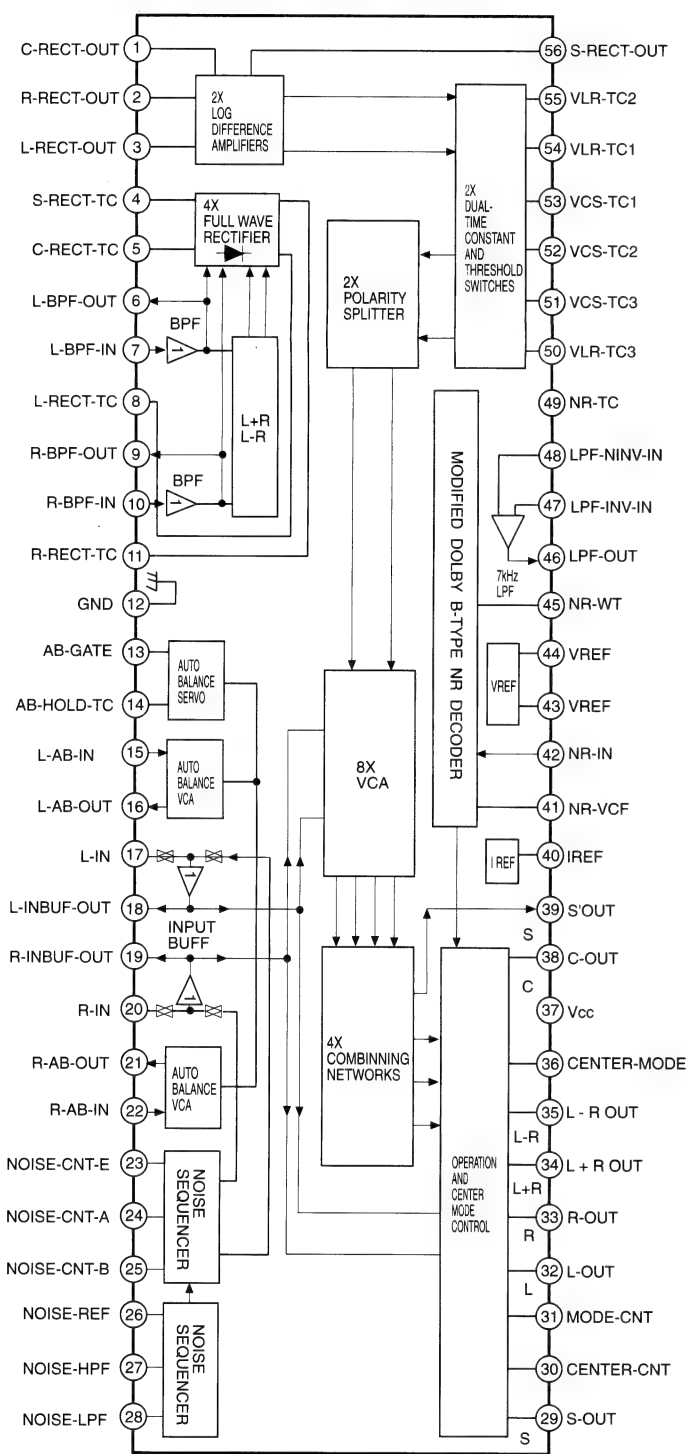 C-RECT-OUT 1
R-RECT-OUT 2
L-RECT-OUT 3
S-RECT-TC 4
C-RECT-TC 5
L-BPF-OUT 6
L-BPF-IN 7
L-RECT-TC 8
R-BPF-OUT 9
R-BPF-IN 10
R-RECT-TC 11
GND 12
AB-GATE 13
AB-HOLD-TC 14
L-AB-IN 15
L-AB-OUT 16
L-IN 17
L-INBUF-OUT 18
R-INBUF-OUT 19
R-IN 20
R-AB-OUT 21
R-AB-IN 22
NOISE-CNT-E 23
NOISE-CNT-A 24
NOISE-CNT-B 25
NOISE-REF 26
NOISE-HPF 27
NOISE-LPF 28
2X
LOG
DIFFERENCE
AMPLIFIERS
4X
FULL WAVE
RECTIFIER
BPF
1
L+R
L-R
BPF
1
AUTO
BALANCE
SERVO
AUTO
BALANCE
VCA
1
INPUT
BUFF
1
AUTO
BALANCE
VCA
NOISE
SEQUENCER
NOISE
SEQUENCER
2X
POLARITY
SPLITTER
2X
DUAL-
TIME
CONSTANT
AND
THRESHOLD
SWITCHES
MODIFIED DOLBY B-TYPE NR DECODER
8X
VCA
4X
COMBINNING
NETWORKS
OPERATION
AND
CENTER
MODE
CONTROL
7kHz
LPF
VREF
I REF
56 S-RECT-OUT
55 VLR-TC2
54 VLR-TC1
53 VCS-TC1
52 VCS-TC2
51 VCS-TC3
50 VLR-TC3
49 NR-TC
48 LPF-NINV-IN
47 LPF-INV-IN
46 LPF-OUT
45 NR-WT
44 VREF
43 VREF
42 NR-IN
41 NR-VCF
40 IREF
39 S'OUT
S
38 C-OUT
C
37 Vcc
36 CENTER-MODE
35 L - R OUT
L-R
34 L + R OUT
L+R
33 R-OUT
R
32 L-OUT
L
31 MODE-CNT
30 CENTER-CNT
29 S-OUT
S